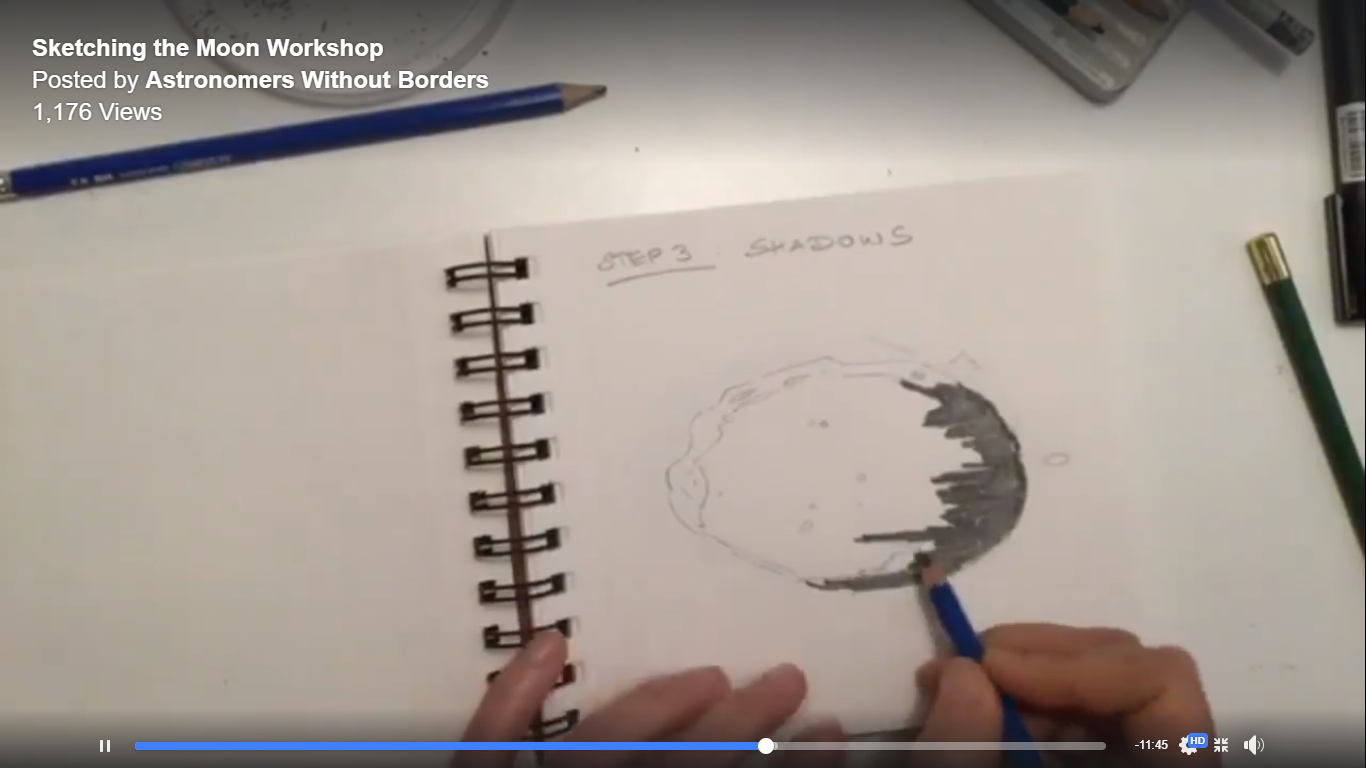 Sketching the Moon Workshop
Posted by Astronomers Without Borders
1,176 Views
STEP 3 : SHADOWS
-11:45
HD